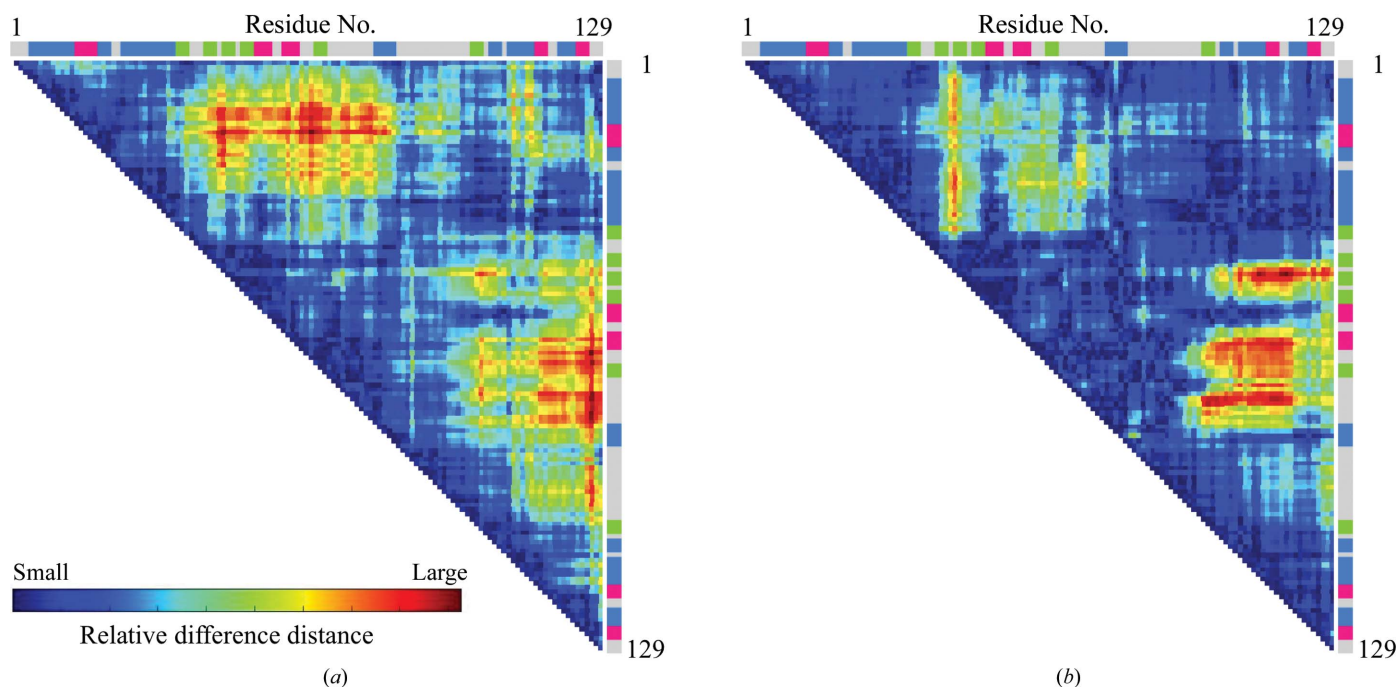 1 Residue No. 129
1
129
Small Large
Relative difference distance
(a)
1 Residue No. 129
1
129
(b)